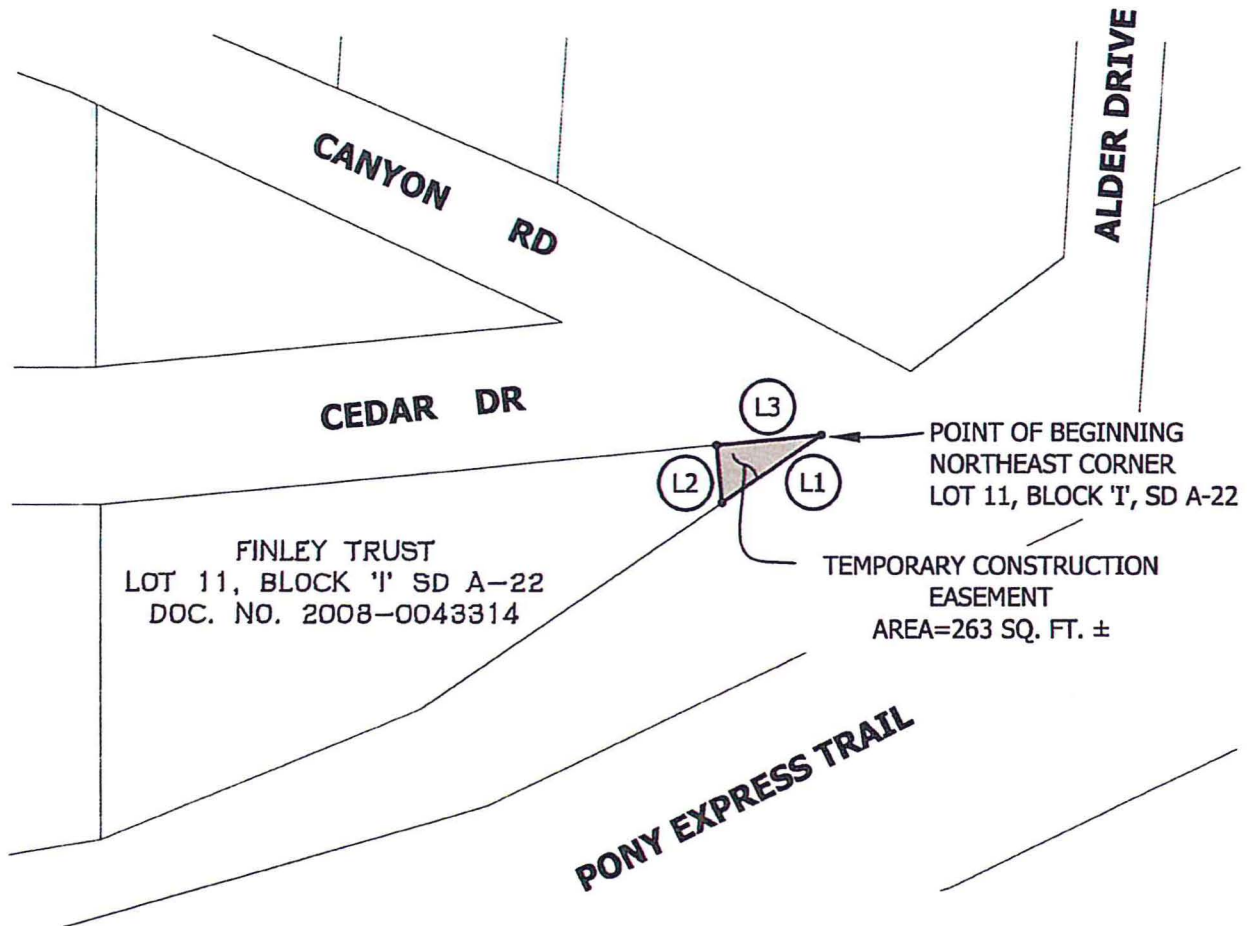 CANYON RD
ALDER DRIVE
CEDAR DR
L3
L2
L1
POINT OF BEGINNING
NORTHEAST CORNER
LOT 11, BLOCK 'I', SD A-22
FINLEY TRUST
LOT 11, BLOCK 'I' SD A-22
DOC. NO. 2008-0043314
TEMPORARY CONSTRUCTION
EASEMENT
AREA=263 SQ. FT. ±
PONY EXPRESS TRAIL